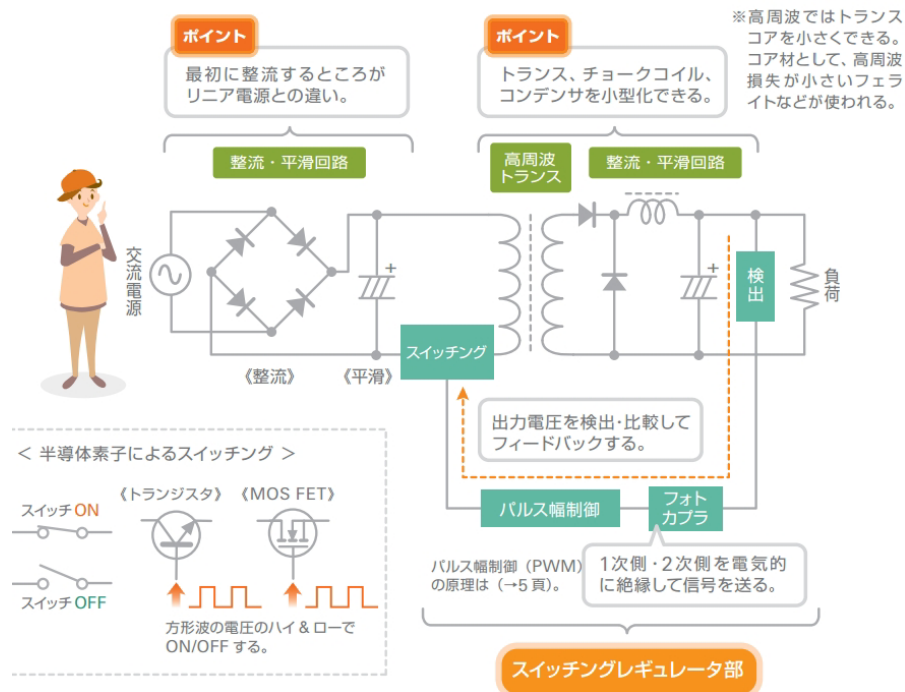 ポイント
最初に整流するところが
リニア電源との違い。
ポイント
トランス、チョークコイル、
コンデンサを小型化できる。
※高周波ではトランス
コアを小さくできる。
コア材として、高周波
損失が小さいフェラ
イトなどが使われる。
整流・平滑回路
高周波
トランス
整流・平滑回路
交流電源
+
+
検出
負荷
スイッチング
《整流》
《平滑》
出力電圧を検出・比較して
フィードバックする。
パルス幅制御
フォト
カプラ
パルス幅制御（PWM）
の原理は（→5頁）。
1次側・2次側を電気的
に絶縁して信号を送る。
スイッチングレギュレータ部
＜ 半導体素子によるスイッチング ＞
《トランジスタ》
《MOS FET》
スイッチON
スイッチOFF
方形波の電圧のハイ＆ローで
ON/OFFする。